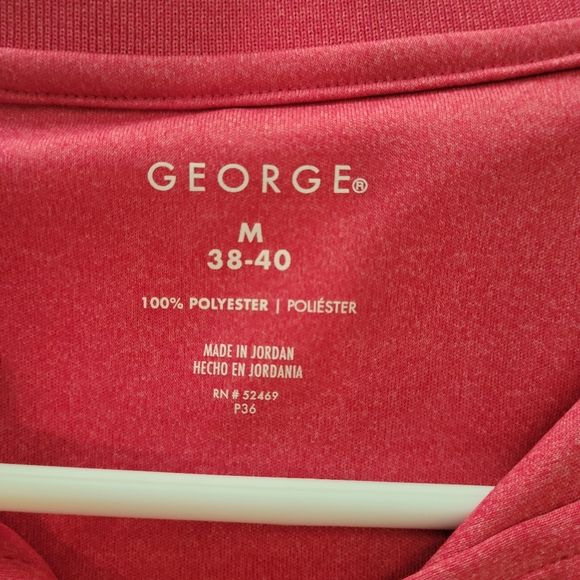 GEORGE®
M
38-40
100% POLYESTER | POLIÉSTER
MADE IN JORDAN
HECHO EN JORDANIA
RN # 52469
P36